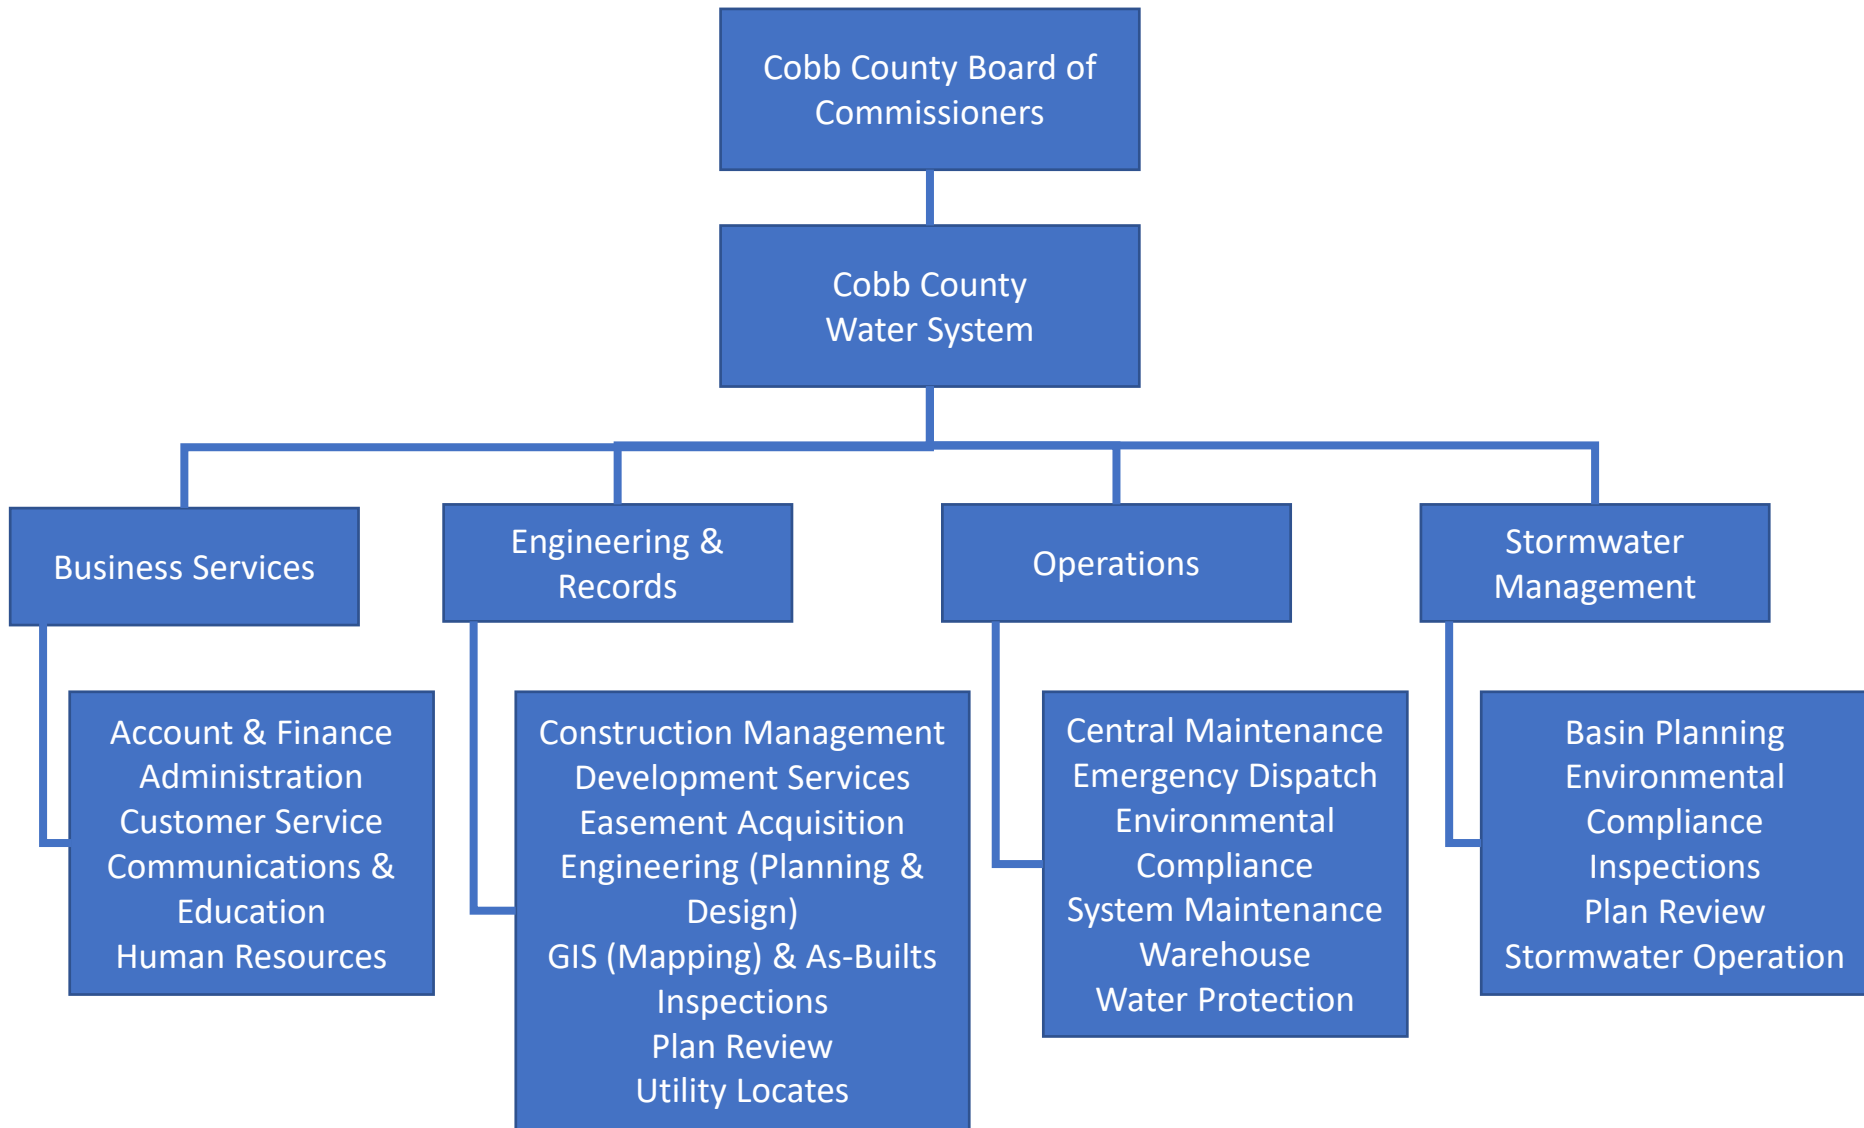 Cobb County Board of
Commissioners
Cobb County
Water System
Business Services
Engineering &
Records
Operations
Stormwater
Management
Account & Finance
Administration
Customer Service
Communications &
Education
Human Resources
Construction Management
Development Services
Easement Acquisition
Engineering (Planning &
Design)
GIS (Mapping) & As-Builts
Inspections
Plan Review
Utility Locates
Central Maintenance
Emergency Dispatch
Environmental
Compliance
System Maintenance
Warehouse
Water Protection
Basin Planning
Environmental
Compliance
Inspections
Plan Review
Stormwater Operation